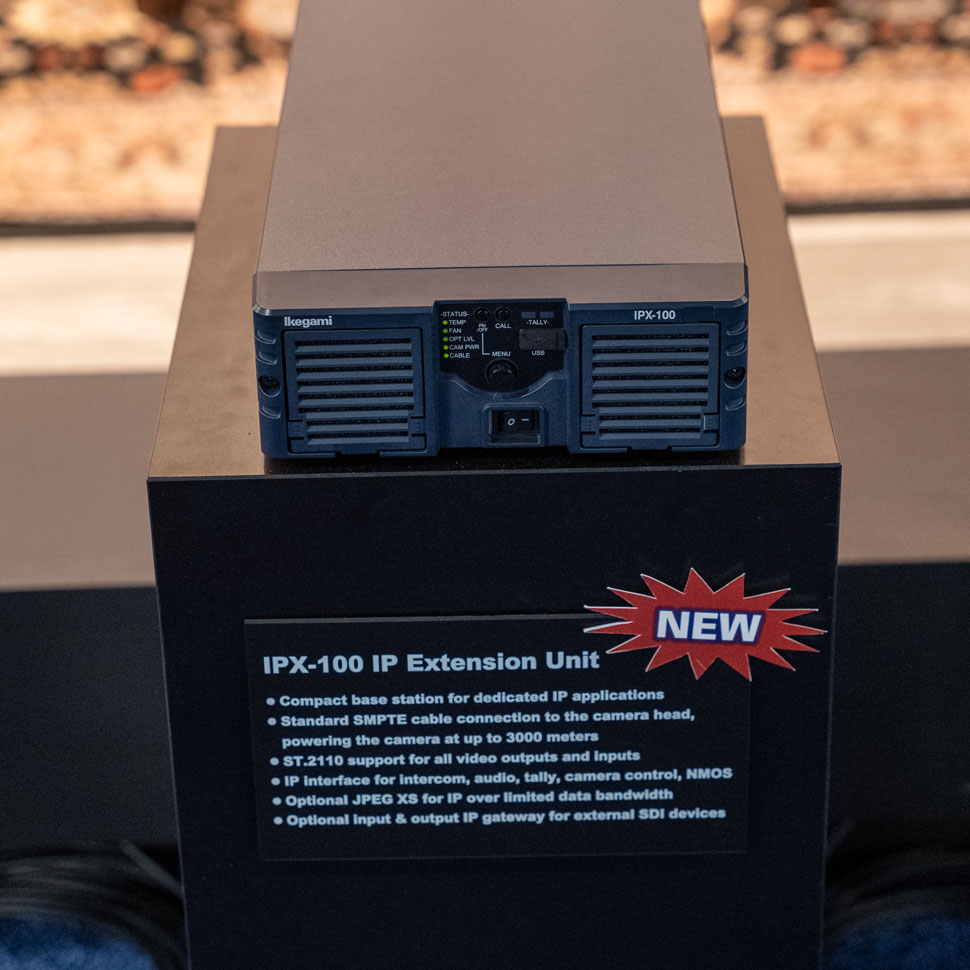 Ikegami
IPX-100
-STATUS-
TEMP
FAN
OPT LVL
CAM PWR
CABLE
PM
/OFF
CALL
-TALLY-
USB
MENU
NEW
IPX-100 IP Extension Unit
• Compact base station for dedicated IP applications
• Standard SMPTE cable connection to the camera head,
powering the camera at up to 3000 meters
• ST.2110 support for all video outputs and inputs
• IP interface for intercom, audio, tally, camera control, NMOS
• Optional JPEG XS for IP over limited data bandwidth
• Optional input & output IP gateway for external SDI devices